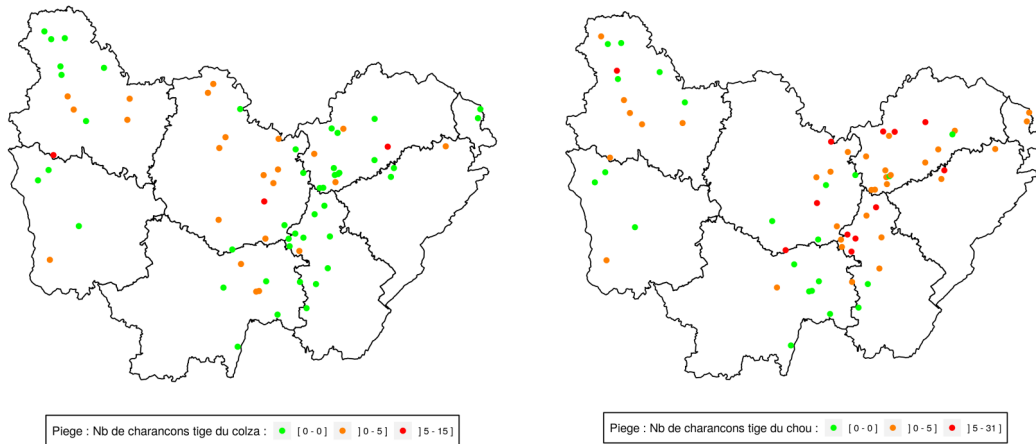 Piege : Nb de charancons tige du colza : [ 0 - 0 ] ] 0 - 5 ] ] 5 - 15 ]
Piege : Nb de charancons tige du chou : [ 0 - 0 ] ] 0 - 5 ] ] 5 - 31 ]